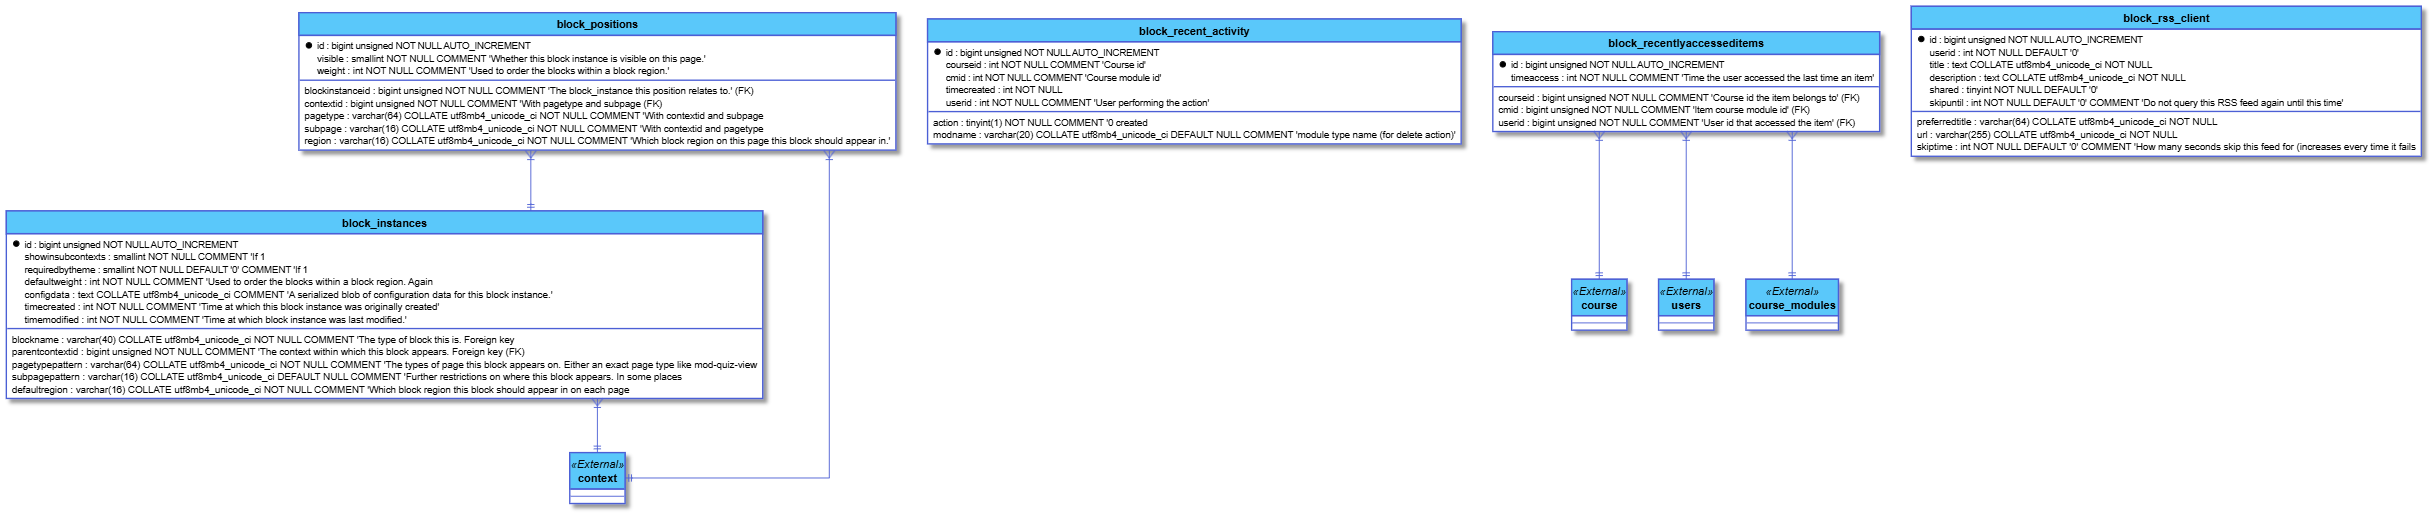 block_positions
id : bigint unsigned NOT NULL AUTO_INCREMENT
visible : smallint NOT NULL COMMENT 'Whether this block instance is visible on this page.'
weight : int NOT NULL COMMENT 'Used to order the blocks within a block region.'
blockinstanceid : bigint unsigned NOT NULL COMMENT 'The block_instance this position relates to.' (FK)
contextid : bigint unsigned NOT NULL COMMENT 'With pagetype and subpage (FK)
pagetype : varchar(64) COLLATE utf8mb4_unicode_ci NOT NULL COMMENT 'With contextid and subpage
subpage : varchar(16) COLLATE utf8mb4_unicode_ci NOT NULL COMMENT 'With contextid and pagetype
region : varchar(16) COLLATE utf8mb4_unicode_ci NOT NULL COMMENT 'Which block region on this page this block should appear in.'
block_recent_activity
id : bigint unsigned NOT NULL AUTO_INCREMENT
courseid : int NOT NULL COMMENT 'Course id'
cmid : int NOT NULL COMMENT 'Course module id'
timecreated : int NOT NULL
userid : int NOT NULL COMMENT 'User performing the action'
action : tinyint(1) NOT NULL COMMENT '0 created
modname : varchar(20) COLLATE utf8mb4_unicode_ci DEFAULT NULL COMMENT 'module type name (for delete action)'
block_recentlyaccesseditems
id : bigint unsigned NOT NULL AUTO_INCREMENT
timeaccess : int NOT NULL COMMENT 'Time the user accessed the last time an item'
courseid : bigint unsigned NOT NULL COMMENT 'Course id the item belongs to' (FK)
cmid : bigint unsigned NOT NULL COMMENT 'Item course module id' (FK)
userid : bigint unsigned NOT NULL COMMENT 'User id that accessed the item' (FK)
block_rss_client
id : bigint unsigned NOT NULL AUTO_INCREMENT
userid : int NOT NULL DEFAULT '0'
title : text COLLATE utf8mb4_unicode_ci NOT NULL
description : text COLLATE utf8mb4_unicode_ci NOT NULL
shared : tinyint NOT NULL DEFAULT '0'
skipuntil : int NOT NULL DEFAULT '0' COMMENT 'Do not query this RSS feed again until this time'
preferredtitle : varchar(64) COLLATE utf8mb4_unicode_ci NOT NULL
url : varchar(255) COLLATE utf8mb4_unicode_ci NOT NULL
skiptime : int NOT NULL DEFAULT '0' COMMENT 'How many seconds skip this feed for (increases every time it fails
block_instances
id : bigint unsigned NOT NULL AUTO_INCREMENT
showinsubcontexts : smallint NOT NULL COMMENT 'If 1
requiredbytheme : smallint NOT NULL DEFAULT '0' COMMENT 'If 1
defaultweight : int NOT NULL COMMENT 'Used to order the blocks within a block region. Again
configdata : text COLLATE utf8mb4_unicode_ci COMMENT 'A serialized blob of configuration data for this block instance.'
timecreated : int NOT NULL COMMENT 'Time at which this block instance was originally created'
timemodified : int NOT NULL COMMENT 'Time at which block instance was last modified.'
blockname : varchar(40) COLLATE utf8mb4_unicode_ci NOT NULL COMMENT 'The type of block this is. Foreign key
parentcontextid : bigint unsigned NOT NULL COMMENT 'The context within which this block appears. Foreign key (FK)
pagetypepattern : varchar(64) COLLATE utf8mb4_unicode_ci NOT NULL COMMENT 'The types of page this block appears on. Either an exact page type like mod-quiz-view
subpagepattern : varchar(16) COLLATE utf8mb4_unicode_ci DEFAULT NULL COMMENT 'Further restrictions on where this block appears. In some places
defaultregion : varchar(16) COLLATE utf8mb4_unicode_ci NOT NULL COMMENT 'Which block region this block should appear in on each page
«External»
course
«External»
users
«External»
course_modules
«External»
context